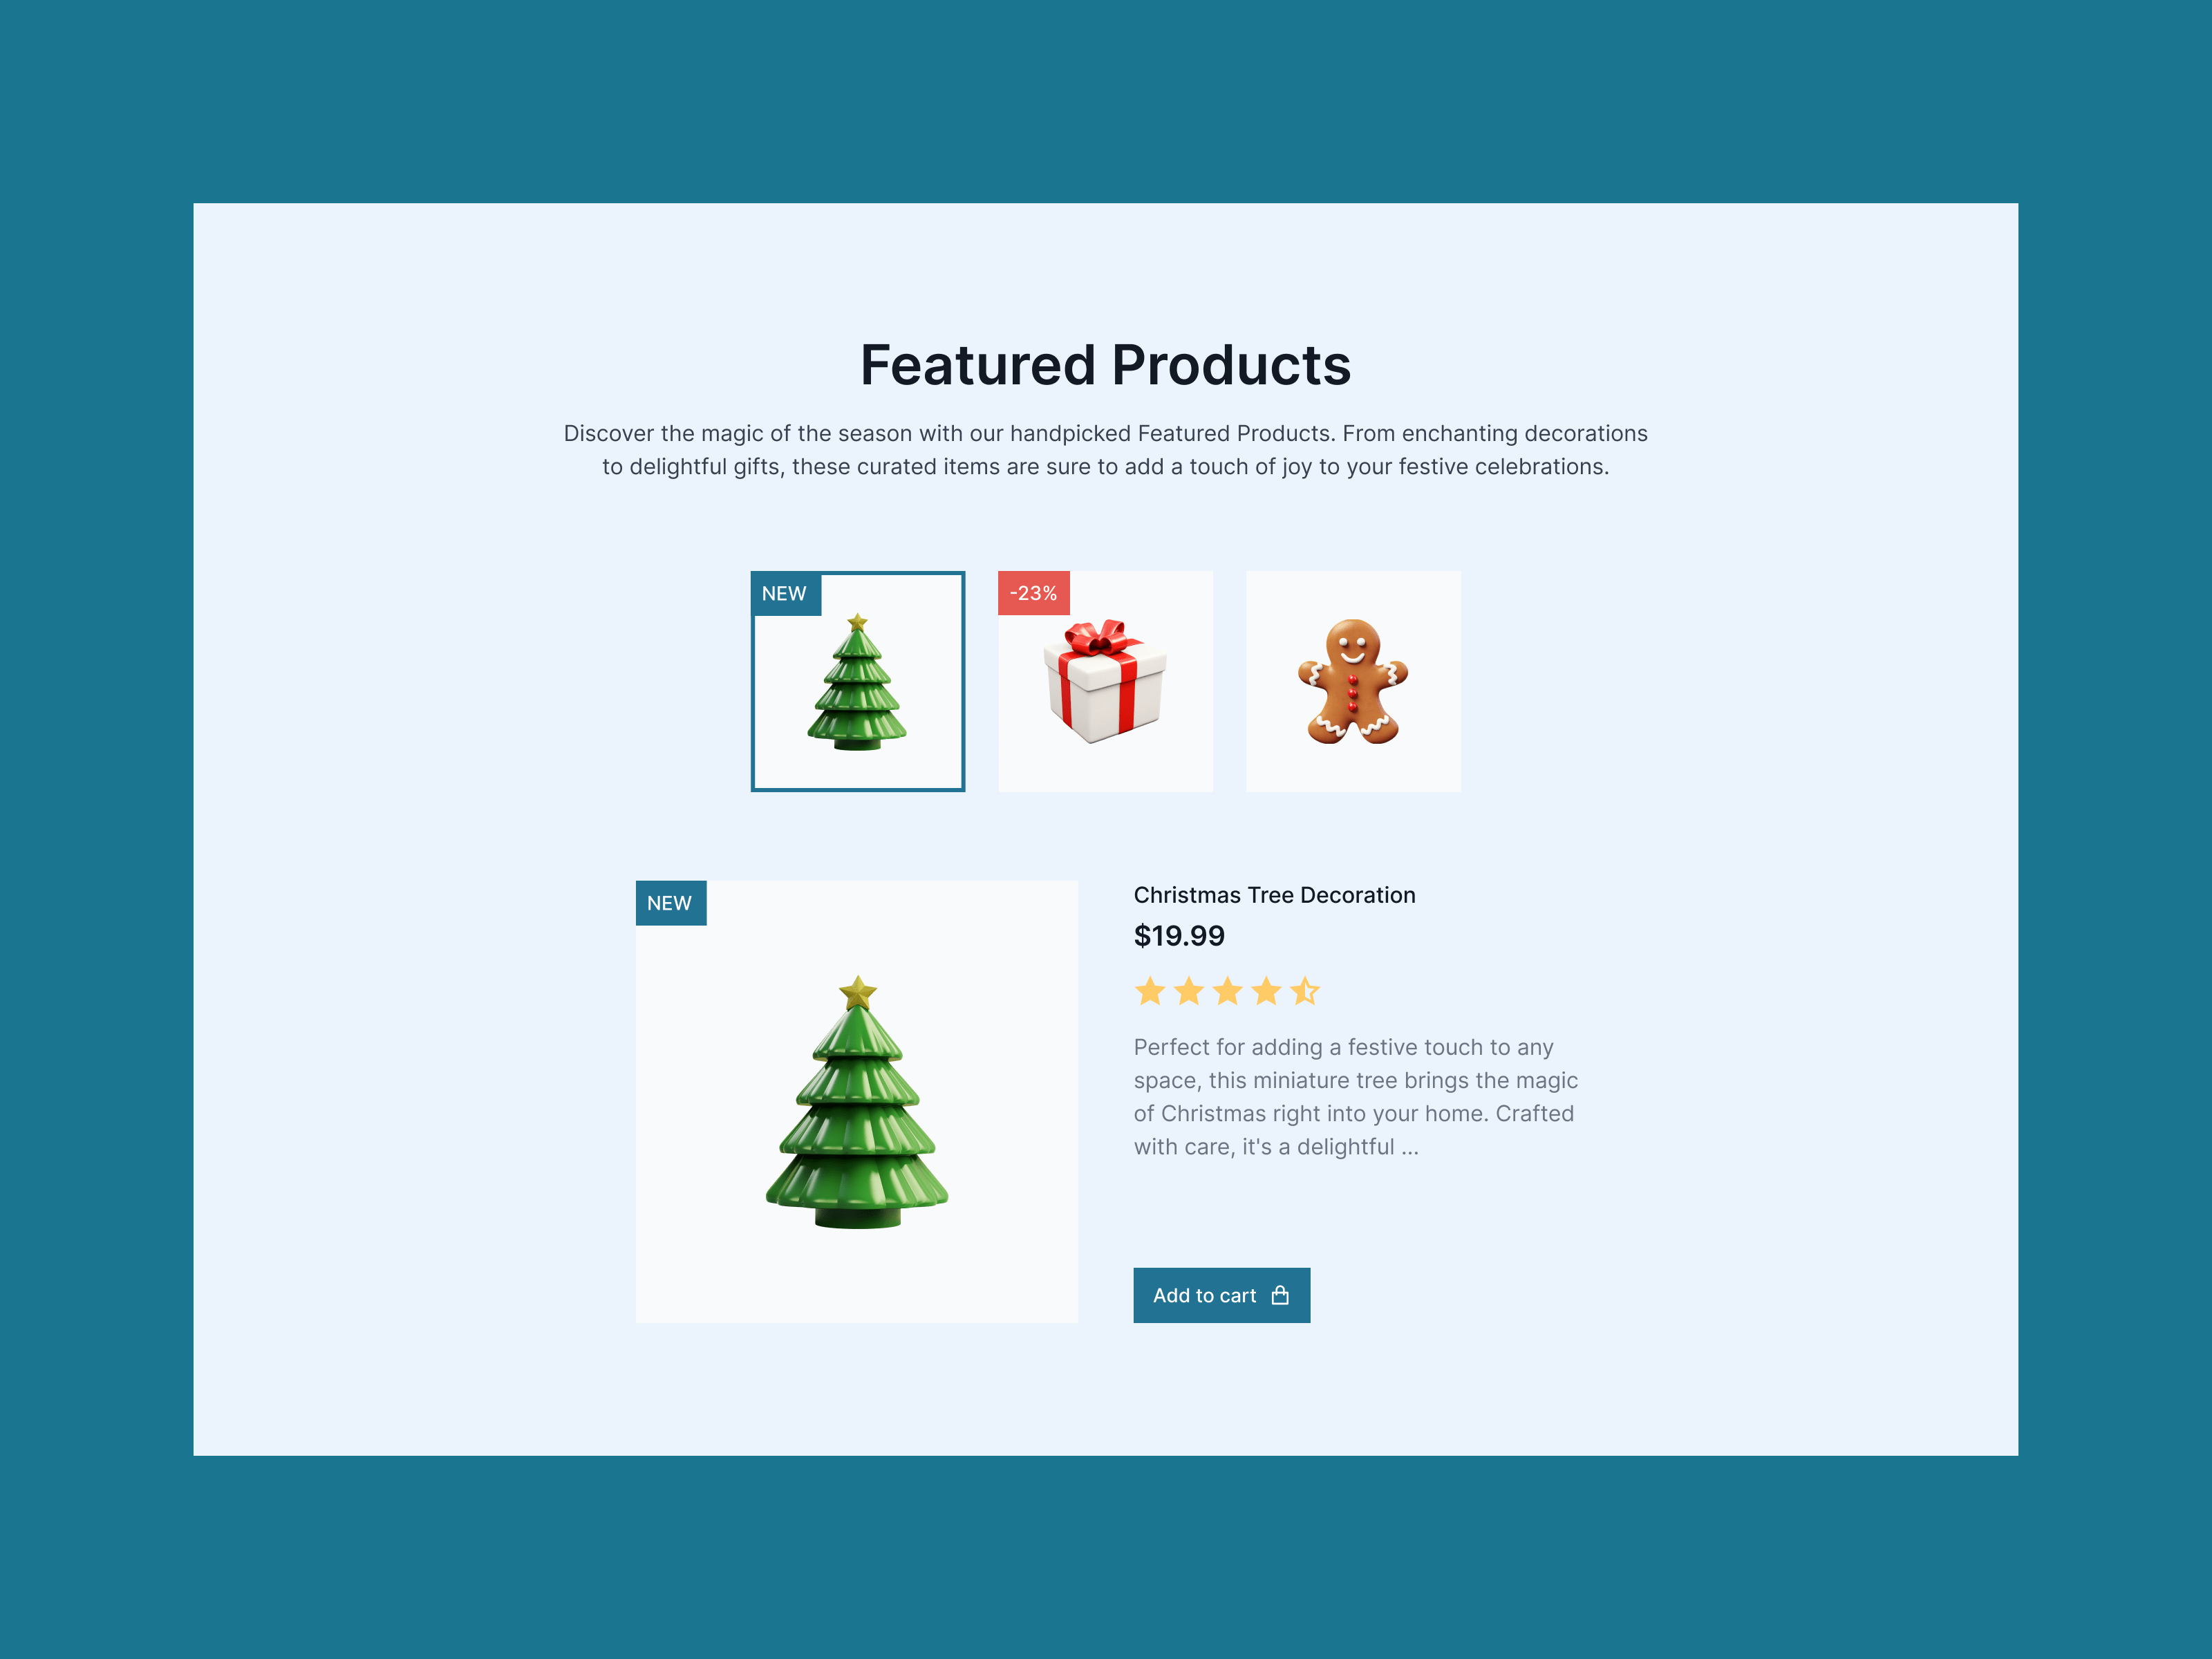 Featured Products
Discover the magic of the season with our handpicked Featured Products. From enchanting decorations
to delightful gifts, these curated items are sure to add a touch of joy to your festive celebrations.
NEW
-23%
NEW
Christmas Tree Decoration
$19.99
Perfect for adding a festive touch to any
space, this miniature tree brings the magic
of Christmas right into your home. Crafted
with care, it's a delightful ...
Add to cart